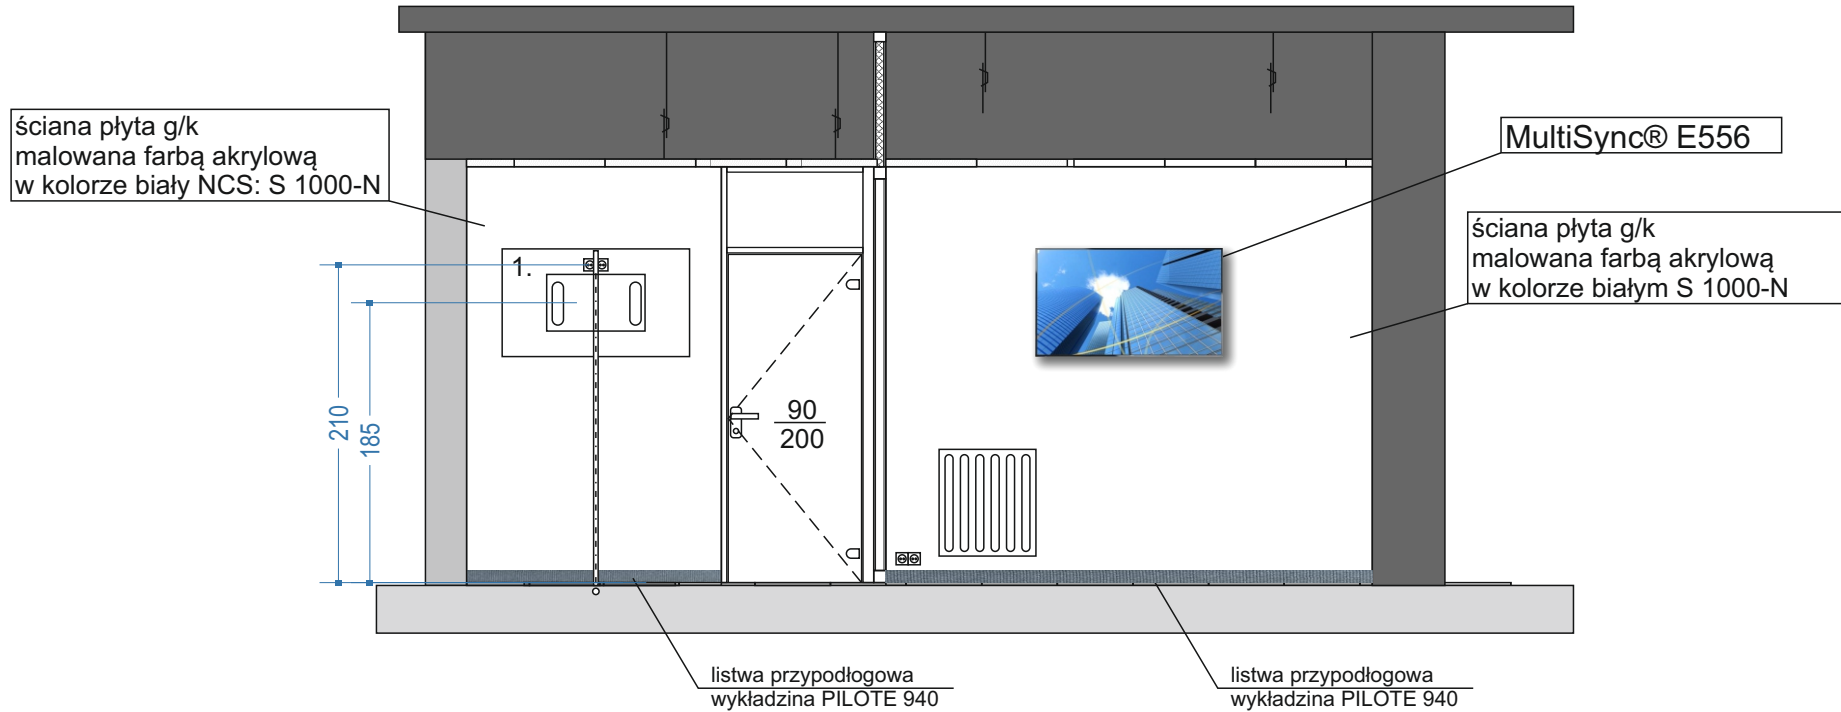 ściana płyta g/k
malowana farbą akrylową
w kolorze biały NCS: S 1000-N
MultiSync® E556
ściana płyta g/k
malowana farbą akrylową
w kolorze białym S 1000-N
1.
210
185
90
200
listwa przypodłogowa
wykładzina PILOTE 940
listwa przypodłogowa
wykładzina PILOTE 940